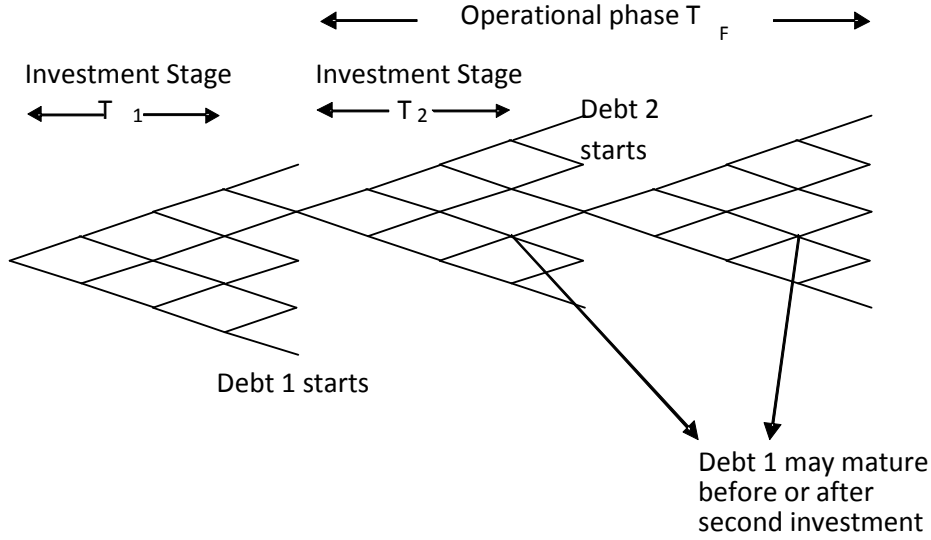 Operational phase T F
Investment Stage
T 1
Investment Stage
T 2
Debt 2
starts
Debt 1 starts
Debt 1 may mature
before or after
second investment